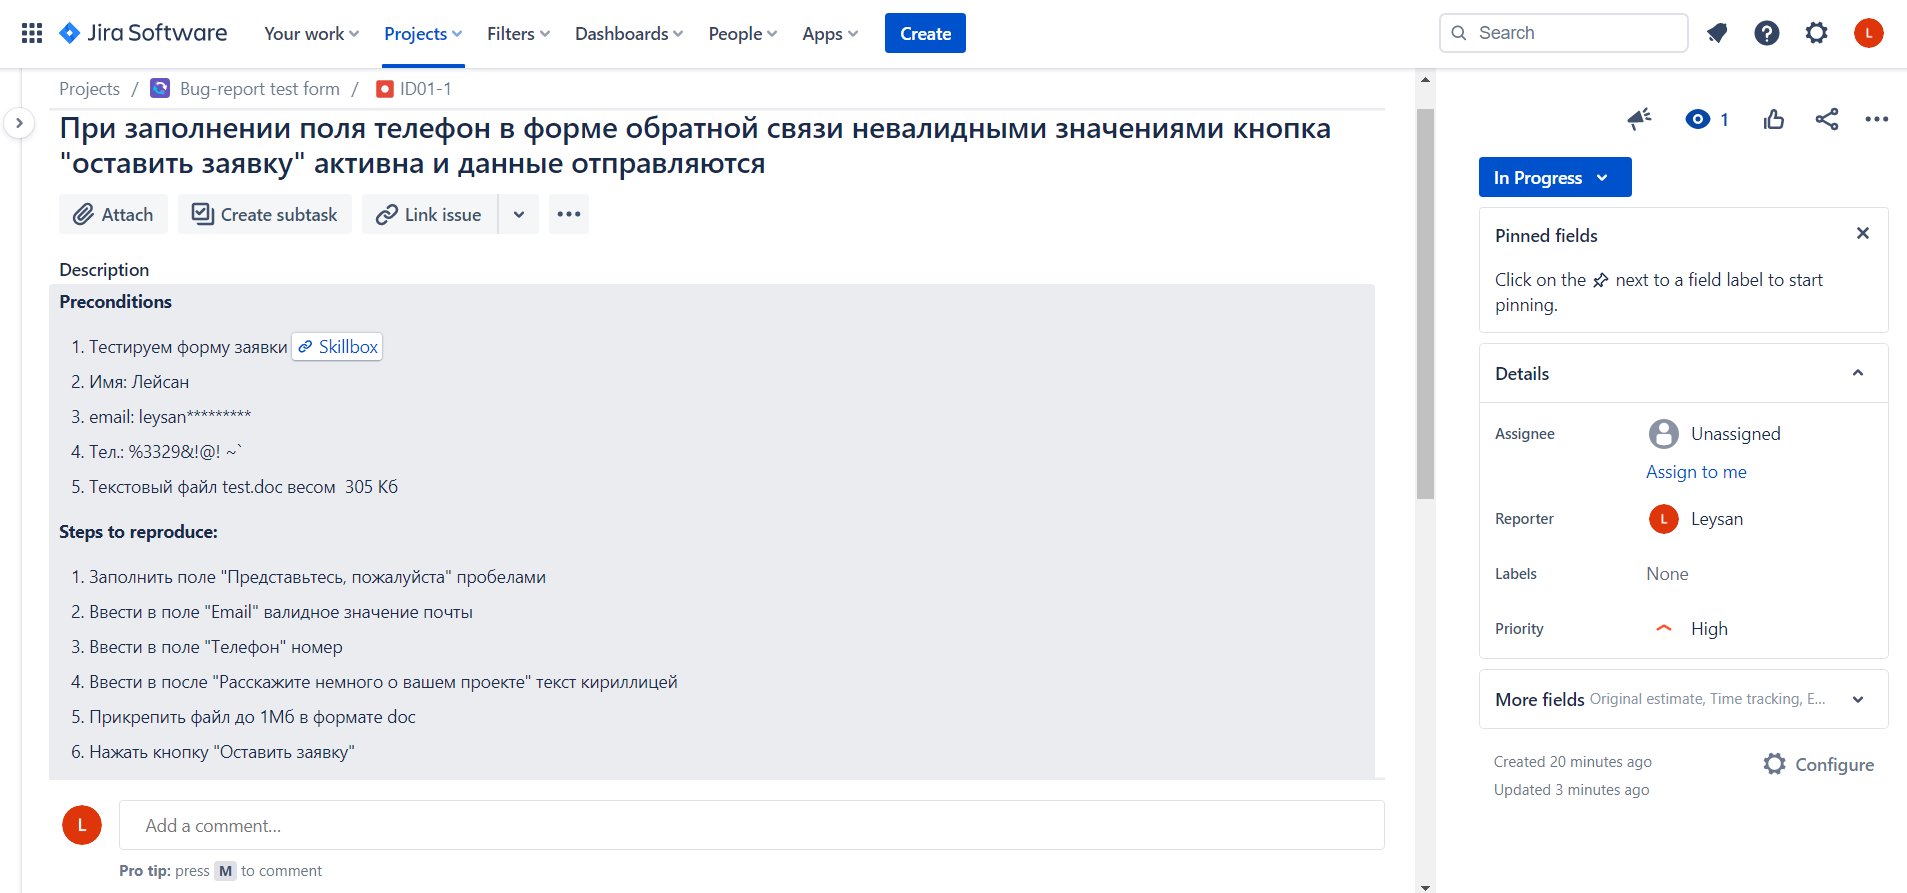 Jira Software Your work Projects Filters Dashboards People Apps Create Search L
Projects / Bug-report test form / ID01-1
При заполнении поля телефон в форме обратной связи невалидными значениями кнопка
"оставить заявку" активна и данные отправляются
Attach Create subtask Link issue
Description
Preconditions
1. Тестируем форму заявки Skillbox
2. Имя: Лейсан
3. email: leysan*********
4. Тел.: %3329&!@! ~`
5. Текстовый файл test.doc весом  305 Кб
Steps to reproduce:
1. Заполнить поле "Представьтесь, пожалуйста" пробелами
2. Ввести в поле "Email" валидное значение почты
3. Ввести в поле "Телефон" номер
4. Ввести в после "Расскажите немного о вашем проекте" текст кириллицей
5. Прикрепить файл до 1Мб в формате doc
6. Нажать кнопку "Оставить заявку"
L Add a comment...
Pro tip: press M to comment
1
In Progress
Pinned fields
Click on the next to a field label to start
pinning.
Details
Assignee Unassigned
Assign to me
Reporter L Leysan
Labels None
Priority High
More fields Original estimate, Time tracking, E...
Created 20 minutes ago Configure
Updated 3 minutes ago